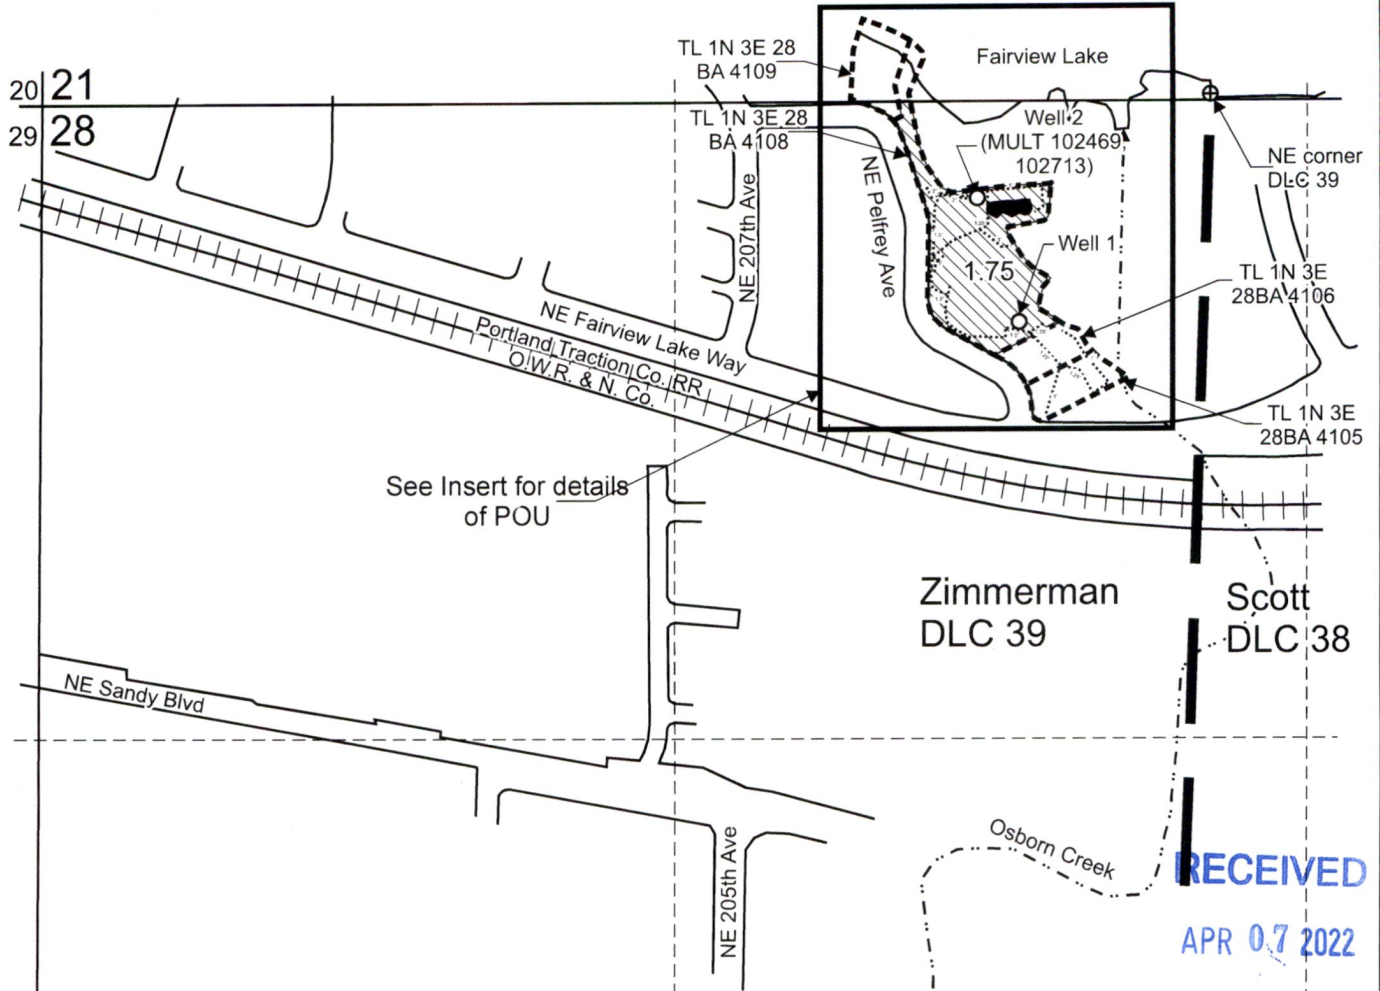 20 21
29 28
TL 1N 3E 28
BA 4109
Fairview Lake
TL 1N 3E 28
BA 4108
Well 2
(MULT 102469
102713)
NE corner
DLC 39
NE Pelfrey Ave
NE 207th Ave
Well 1
1.75
TL 1N 3E
28BA 4106
NE Fairview Lake Way
Portland Traction Co. RR
O.W.R. & N. Co.
TL 1N 3E
28BA 4105
See Insert for details
of POU
Zimmerman
DLC 39
Scott
DLC 38
NE Sandy Blvd
Osborn Creek
NE 205th Ave
RECEIVED
APR 07 2022